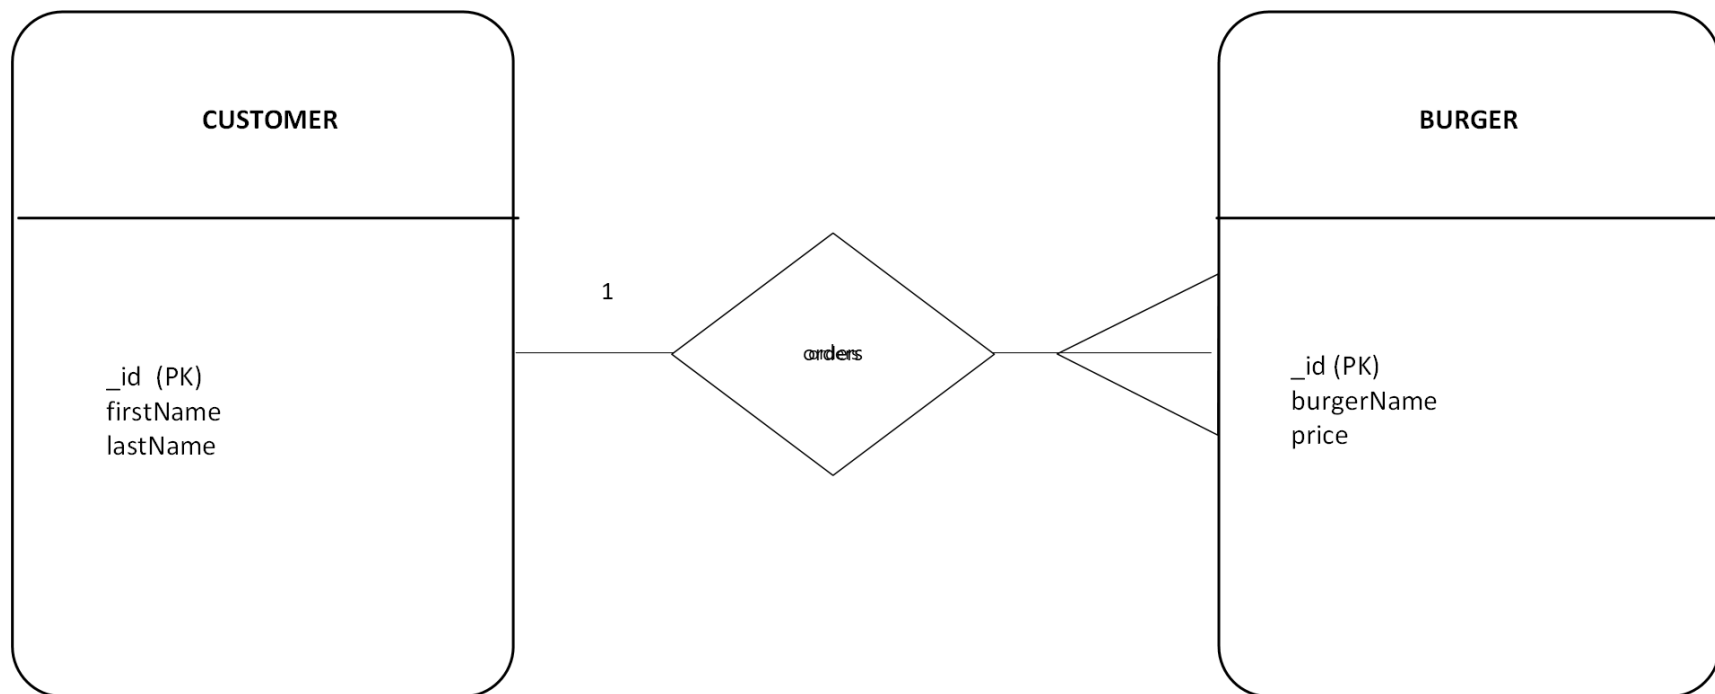 CUSTOMER
BURGER
1
orders
_id  (PK)
firstName
lastName
_id (PK)
burgerName
price